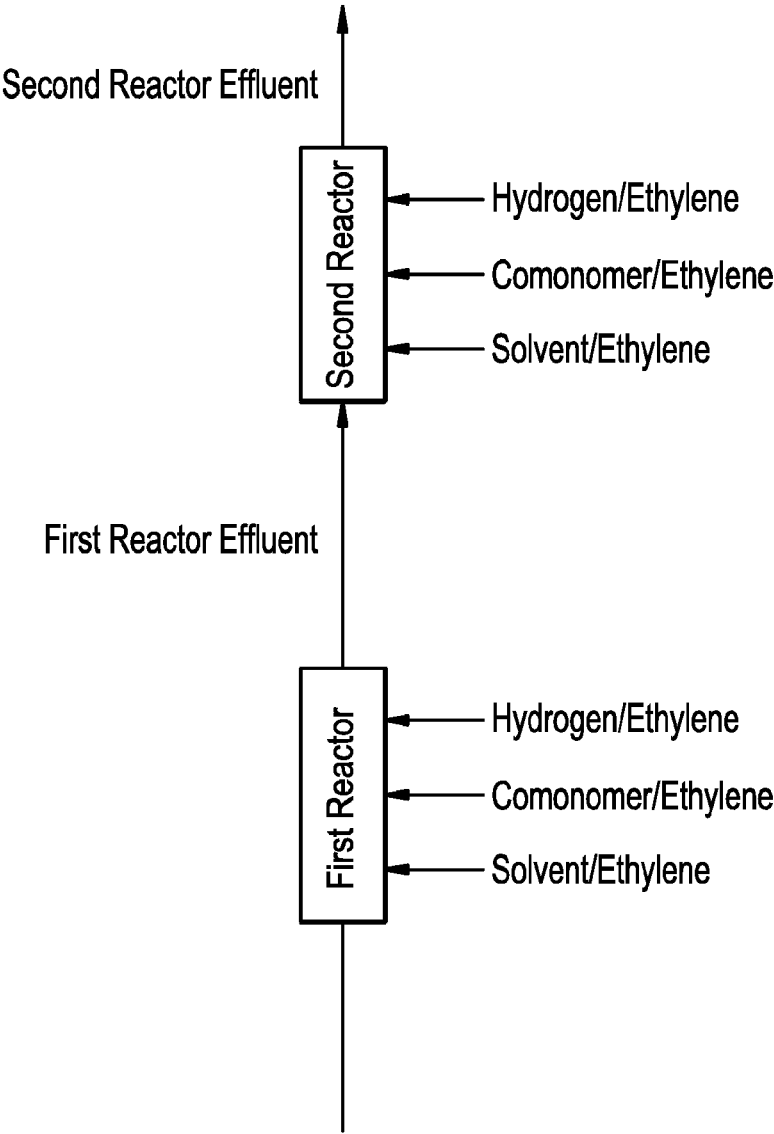 Second Reactor Effluent
Second Reactor
Hydrogen/Ethylene
Comonomer/Ethylene
Solvent/Ethylene
First Reactor Effluent
First Reactor
Hydrogen/Ethylene
Comonomer/Ethylene
Solvent/Ethylene